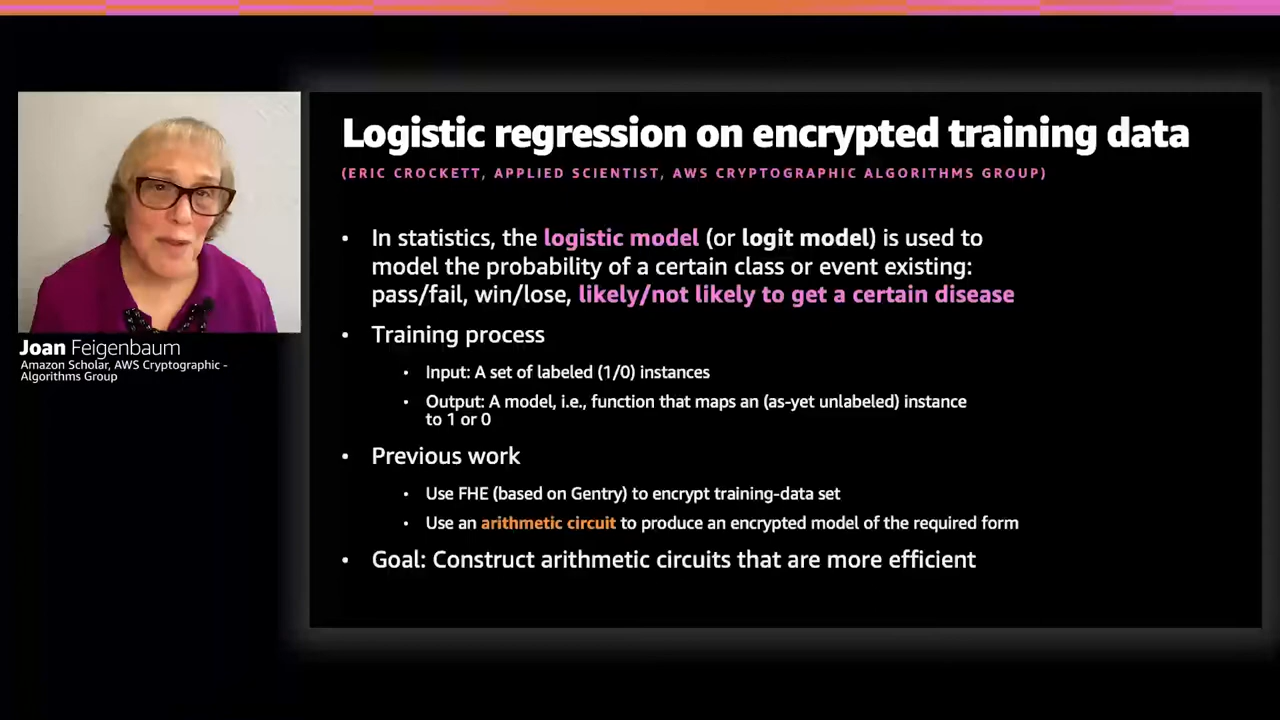 Logistic regression on encrypted training data
(ERIC CROCKETT, APPLIED SCIENTIST, AWS CRYPTOGRAPHIC ALGORITHMS GROUP)
• In statistics, the logistic model (or logit model) is used to
model the probability of a certain class or event existing:
pass/fail, win/lose, likely/not likely to get a certain disease
• Training process
• Input: A set of labeled (1/0) instances
• Output: A model, i.e., function that maps an (as-yet unlabeled) instance
to 1 or 0
• Previous work
• Use FHE (based on Gentry) to encrypt training-data set
• Use an arithmetic circuit to produce an encrypted model of the required form
• Goal: Construct arithmetic circuits that are more efficient
Joan Feigenbaum
Amazon Scholar, AWS Cryptographic -
Algorithms Group